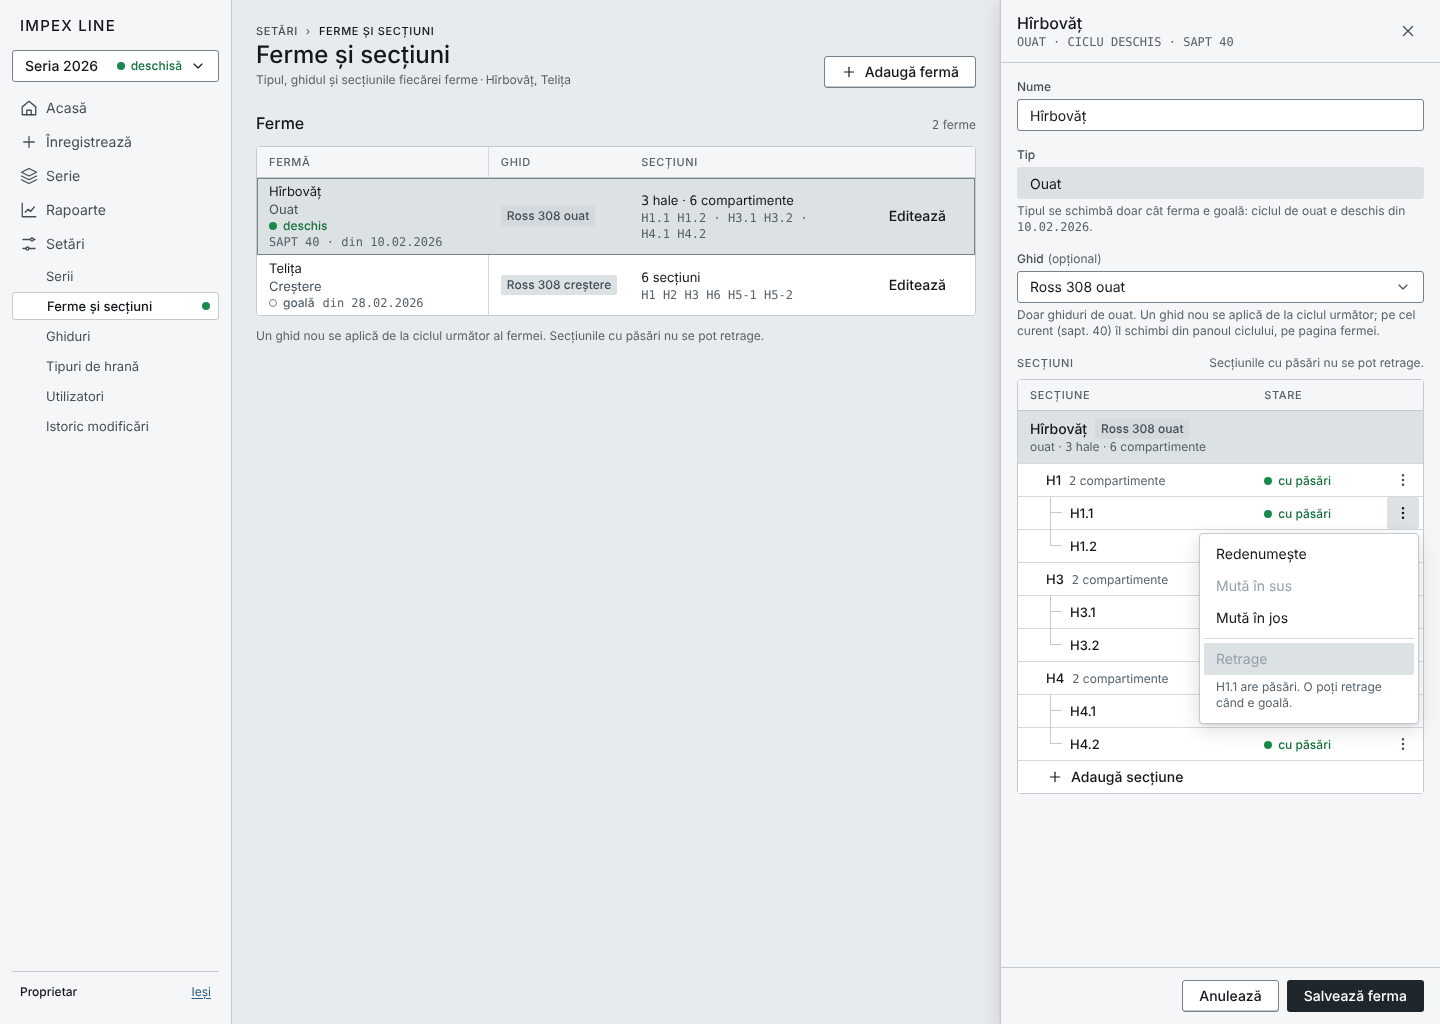 IMPEX LINE
Seria 2026 deschisă
Acasă
Înregistrează
Serie
Rapoarte
Setări
Serii
Ferme și secțiuni
Ghiduri
Tipuri de hrană
Utilizatori
Istoric modificări
Proprietar Ieși
SETĂRI › FERME ȘI SECȚIUNI
Ferme și secțiuni
Tipul, ghidul și secțiunile fiecărei ferme · Hîrbovăț, Telița
Adaugă fermă
Ferme 2 ferme
FERMĂ GHID SECȚIUNI
Hîrbovăț
Ouat
deschis
SAPT 40 · din 10.02.2026
Ross 308 ouat
3 hale · 6 compartimente
H1.1 H1.2 · H3.1 H3.2 ·
H4.1 H4.2
Editează
Telița
Creștere
goală din 28.02.2026
Ross 308 creștere
6 secțiuni
H1 H2 H3 H6 H5-1 H5-2
Editează
Un ghid nou se aplică de la ciclul următor al fermei. Secțiunile cu păsări nu se pot retrage.
Hîrbovăț
OUAT · CICLU DESCHIS · SAPT 40
Nume
Hîrbovăț
Tip
Ouat
Tipul se schimbă doar cât ferma e goală: ciclul de ouat e deschis din
10.02.2026.
Ghid (opțional)
Ross 308 ouat
Doar ghiduri de ouat. Un ghid nou se aplică de la ciclul următor; pe cel
curent (sapt. 40) îl schimbi din panoul ciclului, pe pagina fermei.
SECȚIUNI Secțiunile cu păsări nu se pot retrage.
SECȚIUNE STARE
Hîrbovăț Ross 308 ouat
ouat · 3 hale · 6 compartimente
H1 2 compartimente cu păsări
H1.1 cu păsări
H1.2
H3 2 compartimente
H3.1
H3.2
H4 2 compartimente
H4.1
H4.2 cu păsări
Redenumește
Mută în sus
Mută în jos
Retrage
H1.1 are păsări. O poți retrage
când e goală.
Adaugă secțiune
Anulează
Salvează ferma